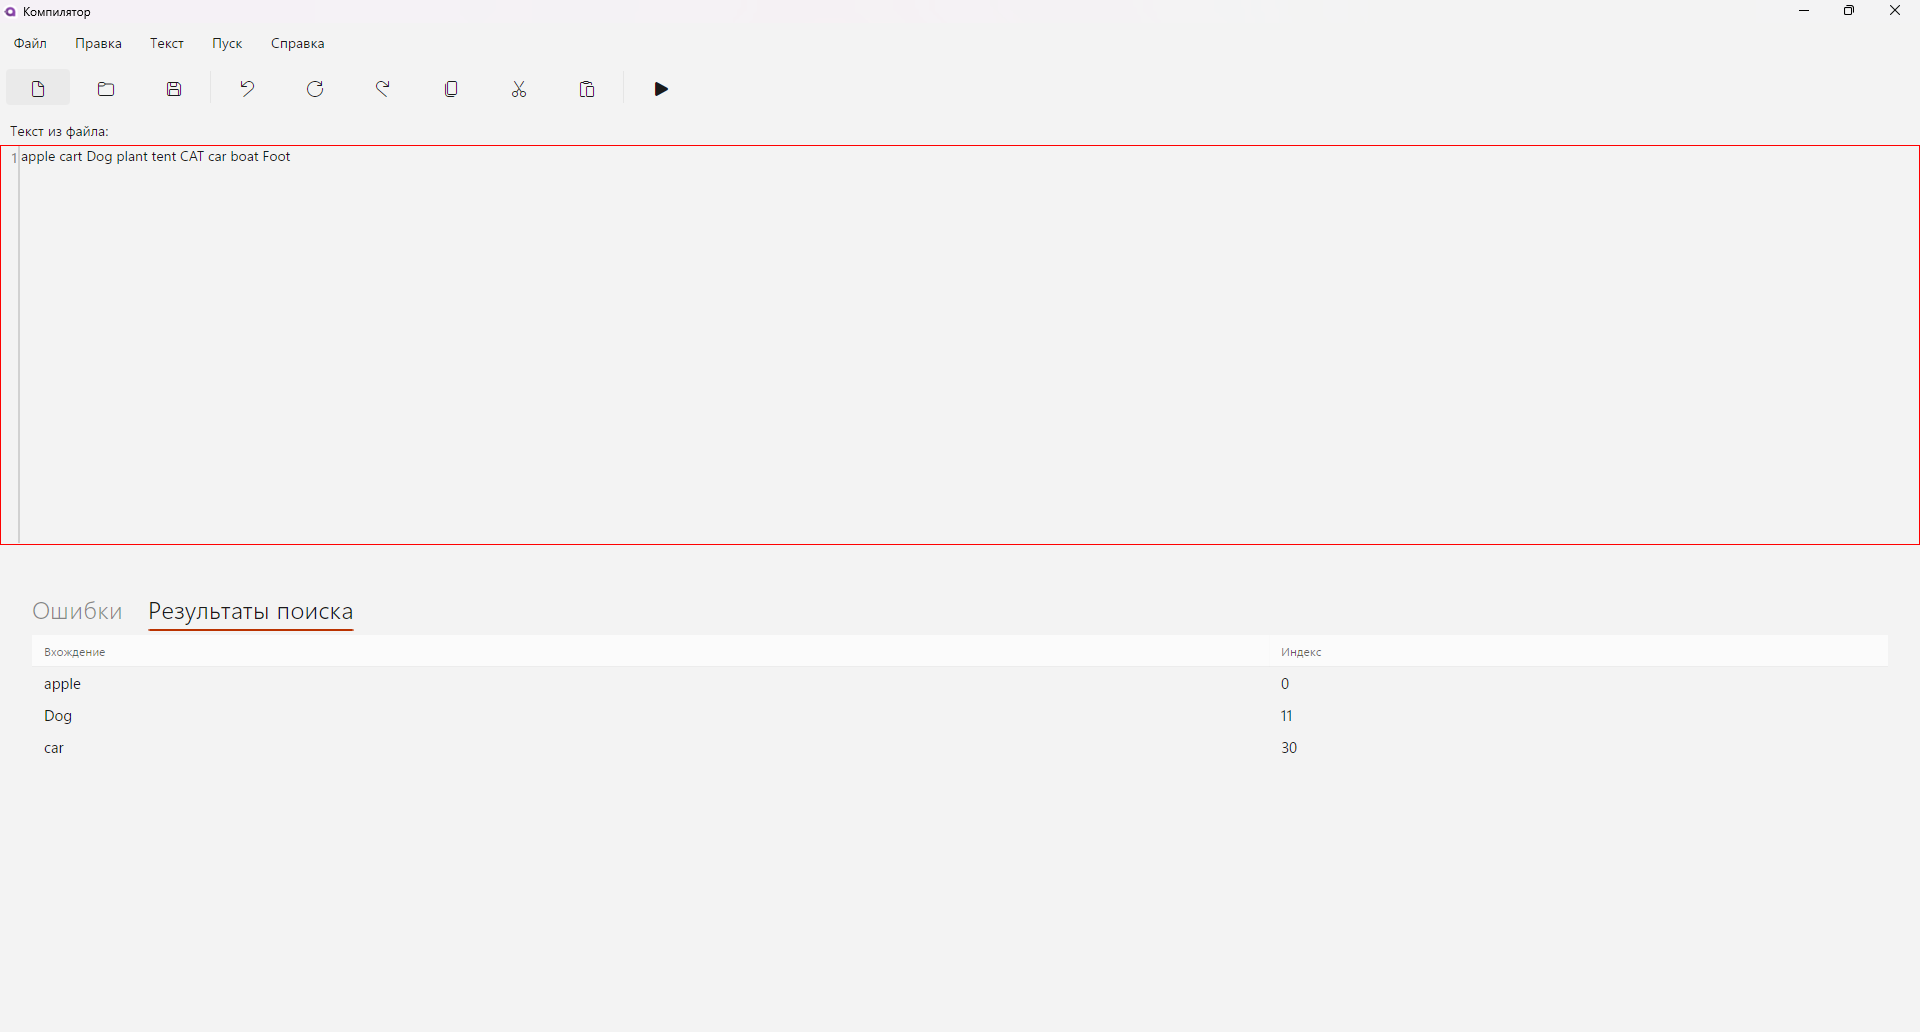 Компилятор
Файл Правка Текст Пуск Справка
Текст из файла:
1 apple cart Dog plant tent CAT car boat Foot
Ошибки Результаты поиска
Вхождение Индекс
apple 0
Dog 11
car 30